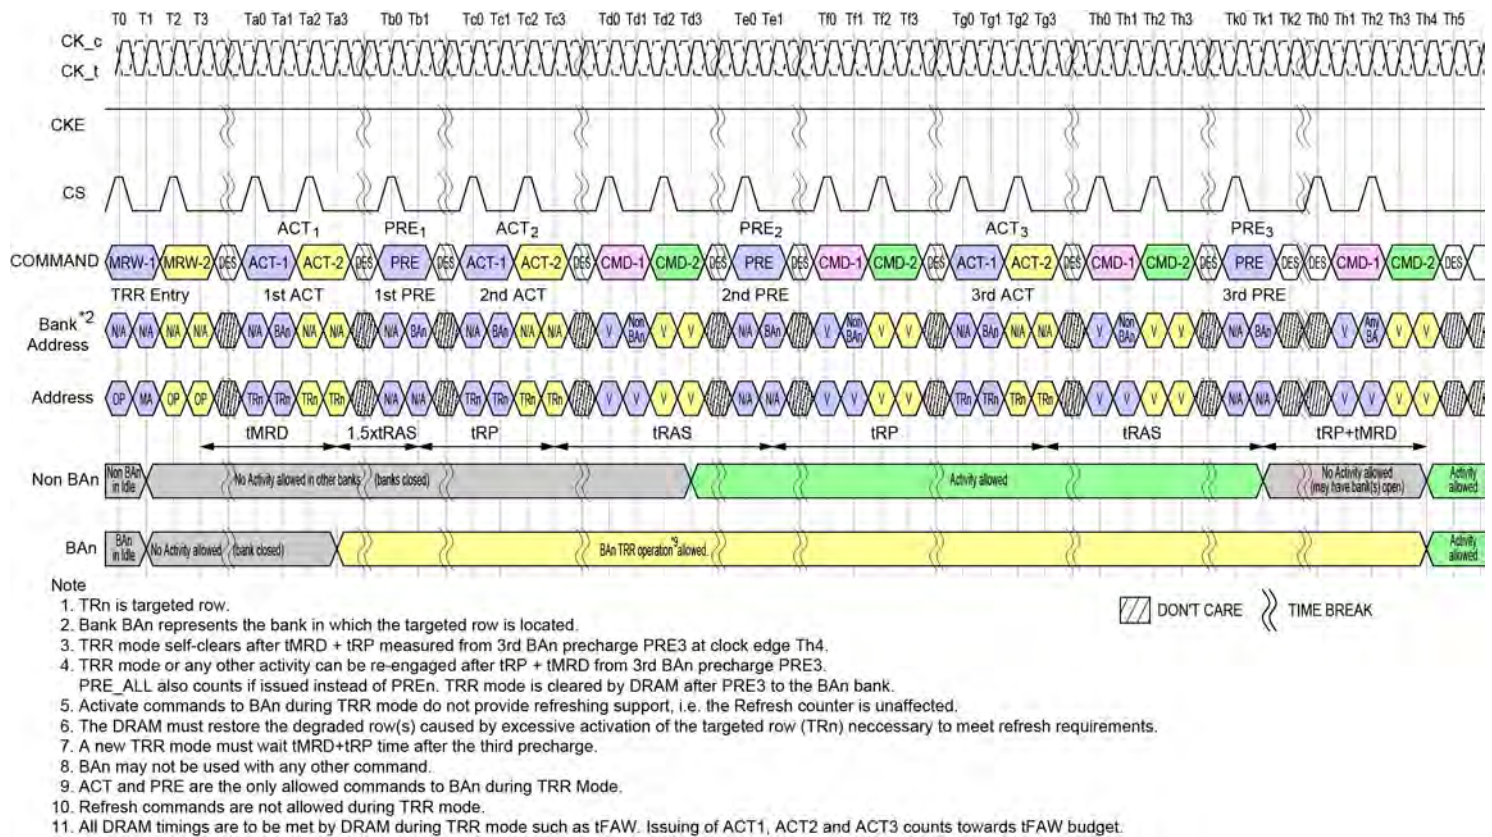 T0 T1 T2 T3 Ta0 Ta1 Ta2 Ta3 Tb0 Tb1 Tc0 Tc1 Tc2 Tc3 Td0 Td1 Td2 Td3 Te0 Te1 Tf0 Tf1 Tf2 Tf3 Tg0 Tg1 Tg2 Tg3 Th0 Th1 Th2 Th3 Tk0 Tk1 Tk2 Th0 Th1 Th2 Th3 Th4 Th5
CK_c
CK_t
CKE
CS
ACT1 PRE1 ACT2 PRE2 ACT3 PRE3
COMMAND MRW-1 MRW-2 DES ACT-1 ACT-2 DES PRE DES ACT-1 ACT-2 DES CMD-1 CMD-2 DES PRE DES CMD-1 CMD-2 DES ACT-1 ACT-2 DES CMD-1 CMD-2 DES PRE DES DES CMD-1 CMD-2 DES
TRR Entry 1st ACT 1st PRE 2nd ACT 2nd PRE 3rd ACT 3rd PRE
Bank*2 Address N/A N/A N/A N/A N/A BAn N/A N/A N/A BAn N/A BAn N/A N/A V Non BAn V V N/A BAn V Non BAn V V N/A BAn N/A N/A V Non BAn V V N/A BAn V Any BA V V
Address OP MA OP OP TRn TRn TRn TRn N/A N/A TRn TRn TRn TRn V V V V N/A N/A V V V V TRn TRn TRn TRn V V V V N/A N/A V V V V
tMRD 1.5xtRAS tRP tRAS tRP tRAS tRP+tMRD
Non BAn Non BAn in Idle No Activity allowed in other banks (banks closed) Activity allowed No Activity allowed (may have bank(s) open) Activity allowed
BAn BAn in Idle No Activity allowed (bank closed) BAn TRR operation*9 allowed. Activity allowed
Note
1. TRn is targeted row.
2. Bank BAn represents the bank in which the targeted row is located.
3. TRR mode self-clears after tMRD + tRP measured from 3rd BAn precharge PRE3 at clock edge Th4.
4. TRR mode or any other activity can be re-engaged after tRP + tMRD from 3rd BAn precharge PRE3.
PRE_ALL also counts if issued instead of PREn. TRR mode is cleared by DRAM after PRE3 to the BAn bank.
5. Activate commands to BAn during TRR mode do not provide refreshing support, i.e. the Refresh counter is unaffected.
6. The DRAM must restore the degraded row(s) caused by excessive activation of the targeted row (TRn) neccessary to meet refresh requirements.
7. A new TRR mode must wait tMRD+tRP time after the third precharge.
8. BAn may not be used with any other command.
9. ACT and PRE are the only allowed commands to BAn during TRR Mode.
10. Refresh commands are not allowed during TRR mode.
11. All DRAM timings are to be met by DRAM during TRR mode such as tFAW. Issuing of ACT1, ACT2 and ACT3 counts towards tFAW budget.
DON'T CARE TIME BREAK